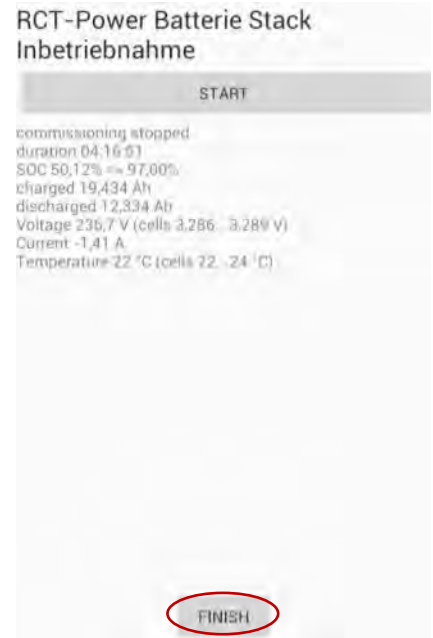 RCT-Power Batterie Stack
Inbetriebnahme
START
commissioning stopped
duration 04:16:51
SOC 50,12% => 97,00%
charged 19,434 Ah
discharged 12,334 Ah
Voltage 236,7 V (cells 3,286...3,289 V)
Current -1,41 A
Temperature 22 °C (cells 22...24 °C)
FINISH